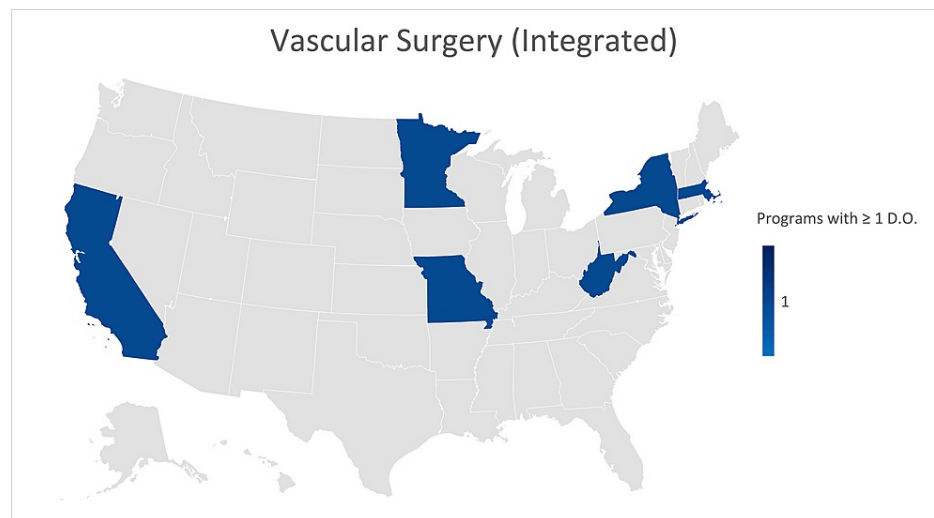 Vascular Surgery (Integrated)
Programs with ≥ 1 D.O.
1